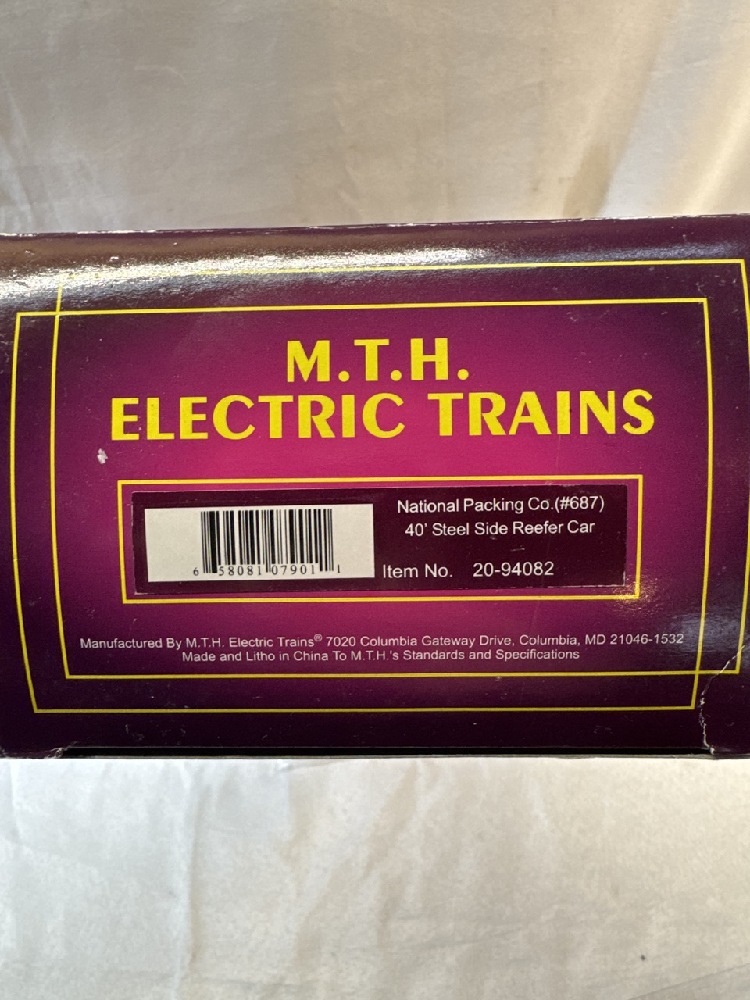 M.T.H.
ELECTRIC TRAINS
National Packing Co.(#687)
40' Steel Side Reefer Car
6 58081 07901 1
Item No. 20-94082
Manufactured By M.T.H. Electric Trains® 7020 Columbia Gateway Drive, Columbia, MD 21046-1532
Made and Litho in China To M.T.H.'s Standards and Specifications